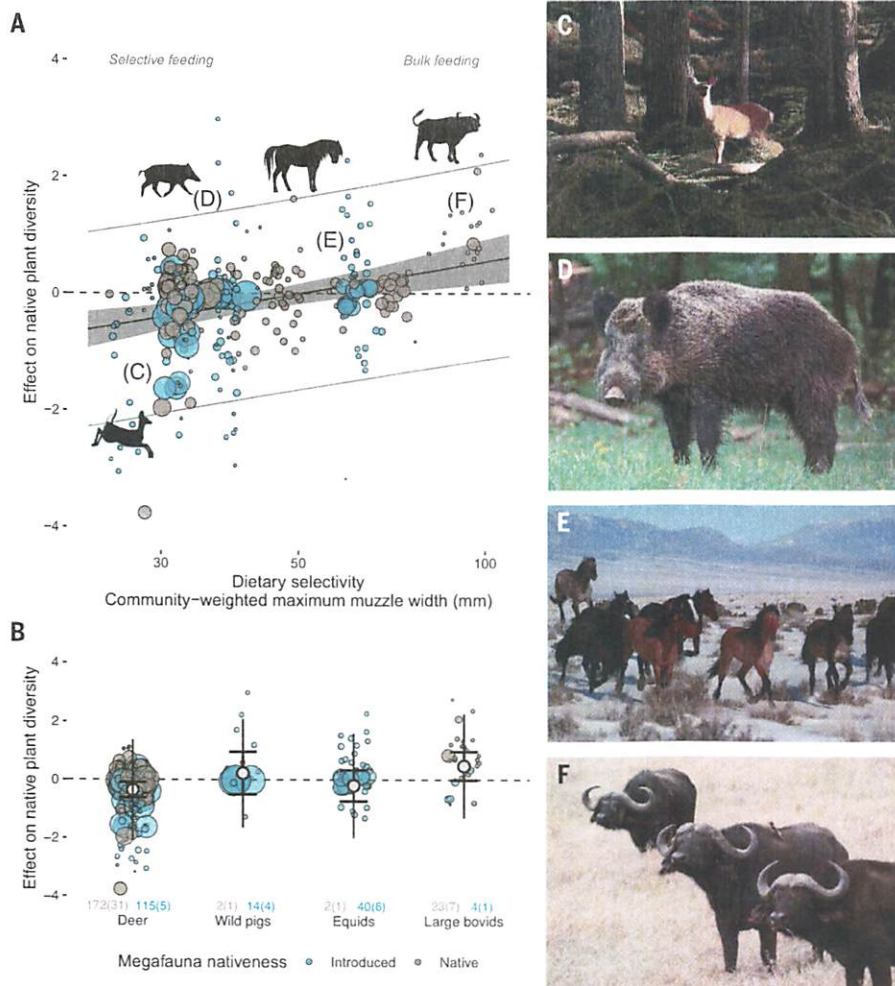 A
4
Selective feeding
Bulk feeding
2
(D)
(E)
(F)
0
(C)
-2
-4
Effect on native plant diversity
30
50
100
Dietary selectivity
Community-weighted maximum muzzle width (mm)
B
4
2
0
-2
-4
Effect on native plant diversity
172(31) 115(5)
2(1) 14(4)
2(1) 40(6)
23(7) 4(1)
Deer
Wild pigs
Equids
Large bovids
Megafauna nativeness
Introduced
Native
C
D
E
F